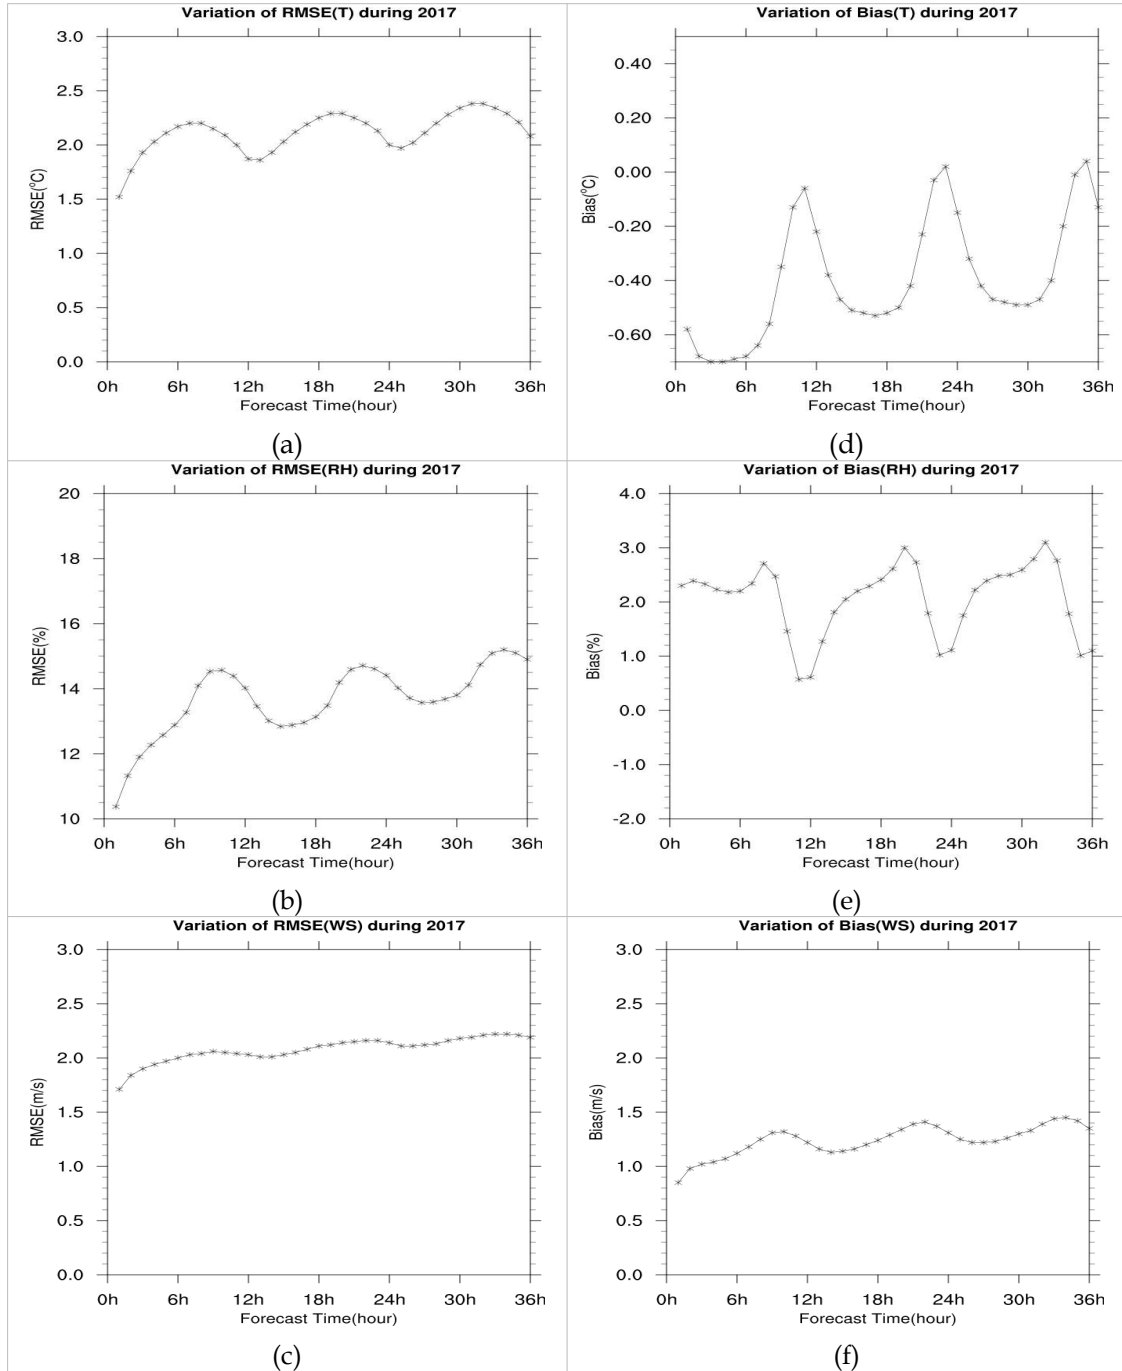 Variation of RMSE(T) during 2017
3.0
2.5
2.0
1.5
1.0
0.5
0.0
RMSE(°C)
0h 6h 12h 18h 24h 30h 36h
Forecast Time(hour)
(a)
Variation of Bias(T) during 2017
0.40
0.20
0.00
-0.20
-0.40
-0.60
Bias(°C)
0h 6h 12h 18h 24h 30h 36h
Forecast Time(hour)
(d)
Variation of RMSE(RH) during 2017
20
18
16
14
12
10
RMSE(%)
0h 6h 12h 18h 24h 30h 36h
Forecast Time(hour)
(b)
Variation of Bias(RH) during 2017
4.0
3.0
2.0
1.0
0.0
-1.0
-2.0
Bias(%)
0h 6h 12h 18h 24h 30h 36h
Forecast Time(hour)
(e)
Variation of RMSE(WS) during 2017
3.0
2.5
2.0
1.5
1.0
0.5
0.0
RMSE(m/s)
0h 6h 12h 18h 24h 30h 36h
Forecast Time(hour)
(c)
Variation of Bias(WS) during 2017
3.0
2.5
2.0
1.5
1.0
0.5
0.0
Bias(m/s)
0h 6h 12h 18h 24h 30h 36h
Forecast Time(hour)
(f)